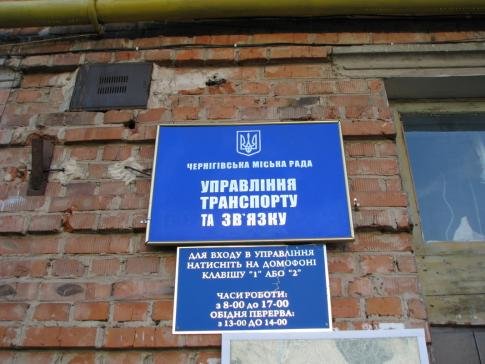 ЧЕРНІГІВСЬКА МІСЬКА РАДА
УПРАВЛІННЯ
ТРАНСПОРТУ
ТА ЗВ'ЯЗКУ
ДЛЯ ВХОДУ В УПРАВЛІННЯ
НАТИСНІТЬ НА ДОМОФОНІ
КЛАВІШУ "1" АБО "2"
ЧАСИ РОБОТИ:
з 8-00 до 17-00
ОБІДНЯ ПЕРЕРВА:
з 13-00 ДО 14-00